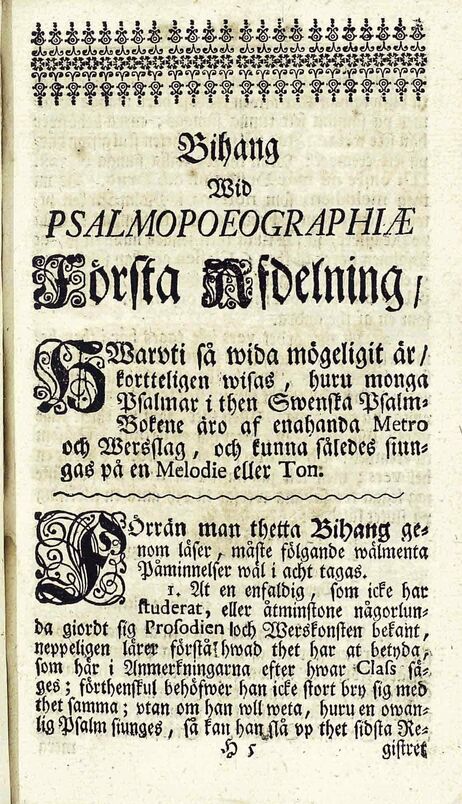 Bihang
Wid
PSALMOPOEOGRAPHIÆ
Första Afdelning /
HWarvti så wida mögeligit är /
kortteligen wisas , huru monga
Psalmar i then Swenska Psalm-
Bokene äro af enahanda Metro
och Wersslag , och kunna således siun-
gas på en Melodie eller Ton.
FÖrrän man thetta Bihang ge-
nom läser , måste följande wälmenta
Påminnelser wäl i acht tagas.
1. At en enfaldig , som icke har
studerat , eller åtminstone någorlun-
da giordt sig Prosodien och Werskonsten bekant ,
neppeligen lärer förstå hwad thet har at betyda ,
som här i Anmerkningarna efter hwar Class sä-
ges ; förthenskul behöfwer han icke stort bry sig med
thet samma ; vtan om han wll weta , huru en owan-
lig Psalm siunges , så kan han slå vp thet sidsta Re-
H 5 gistret